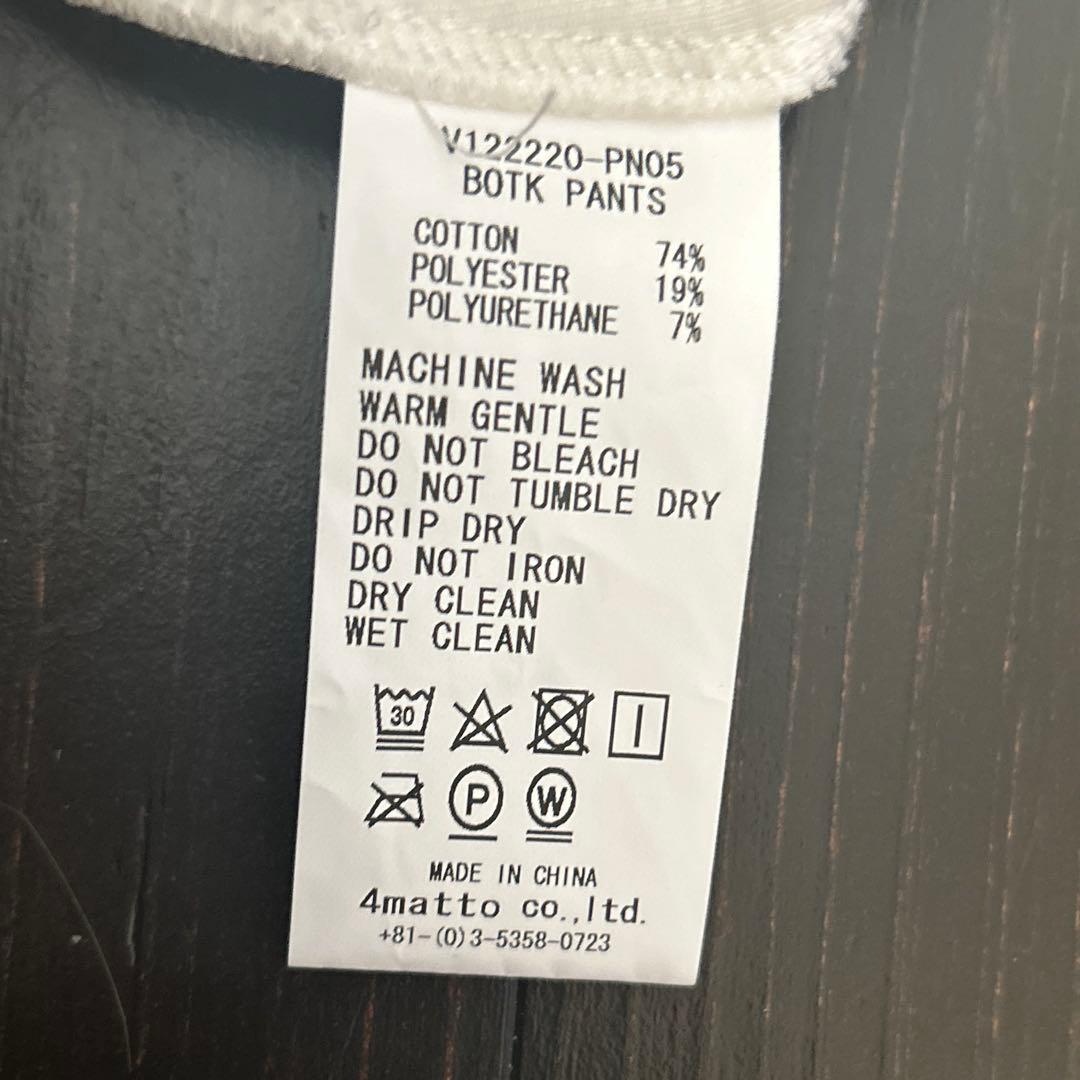 V122220-PN05
BOTK PANTS
COTTON 74%
POLYESTER 19%
POLYURETHANE 7%
MACHINE WASH
WARM GENTLE
DO NOT BLEACH
DO NOT TUMBLE DRY
DRIP DRY
DO NOT IRON
DRY CLEAN
WET CLEAN
30
P W
MADE IN CHINA
4matto co.,ltd.
+81-(0)3-5358-0723